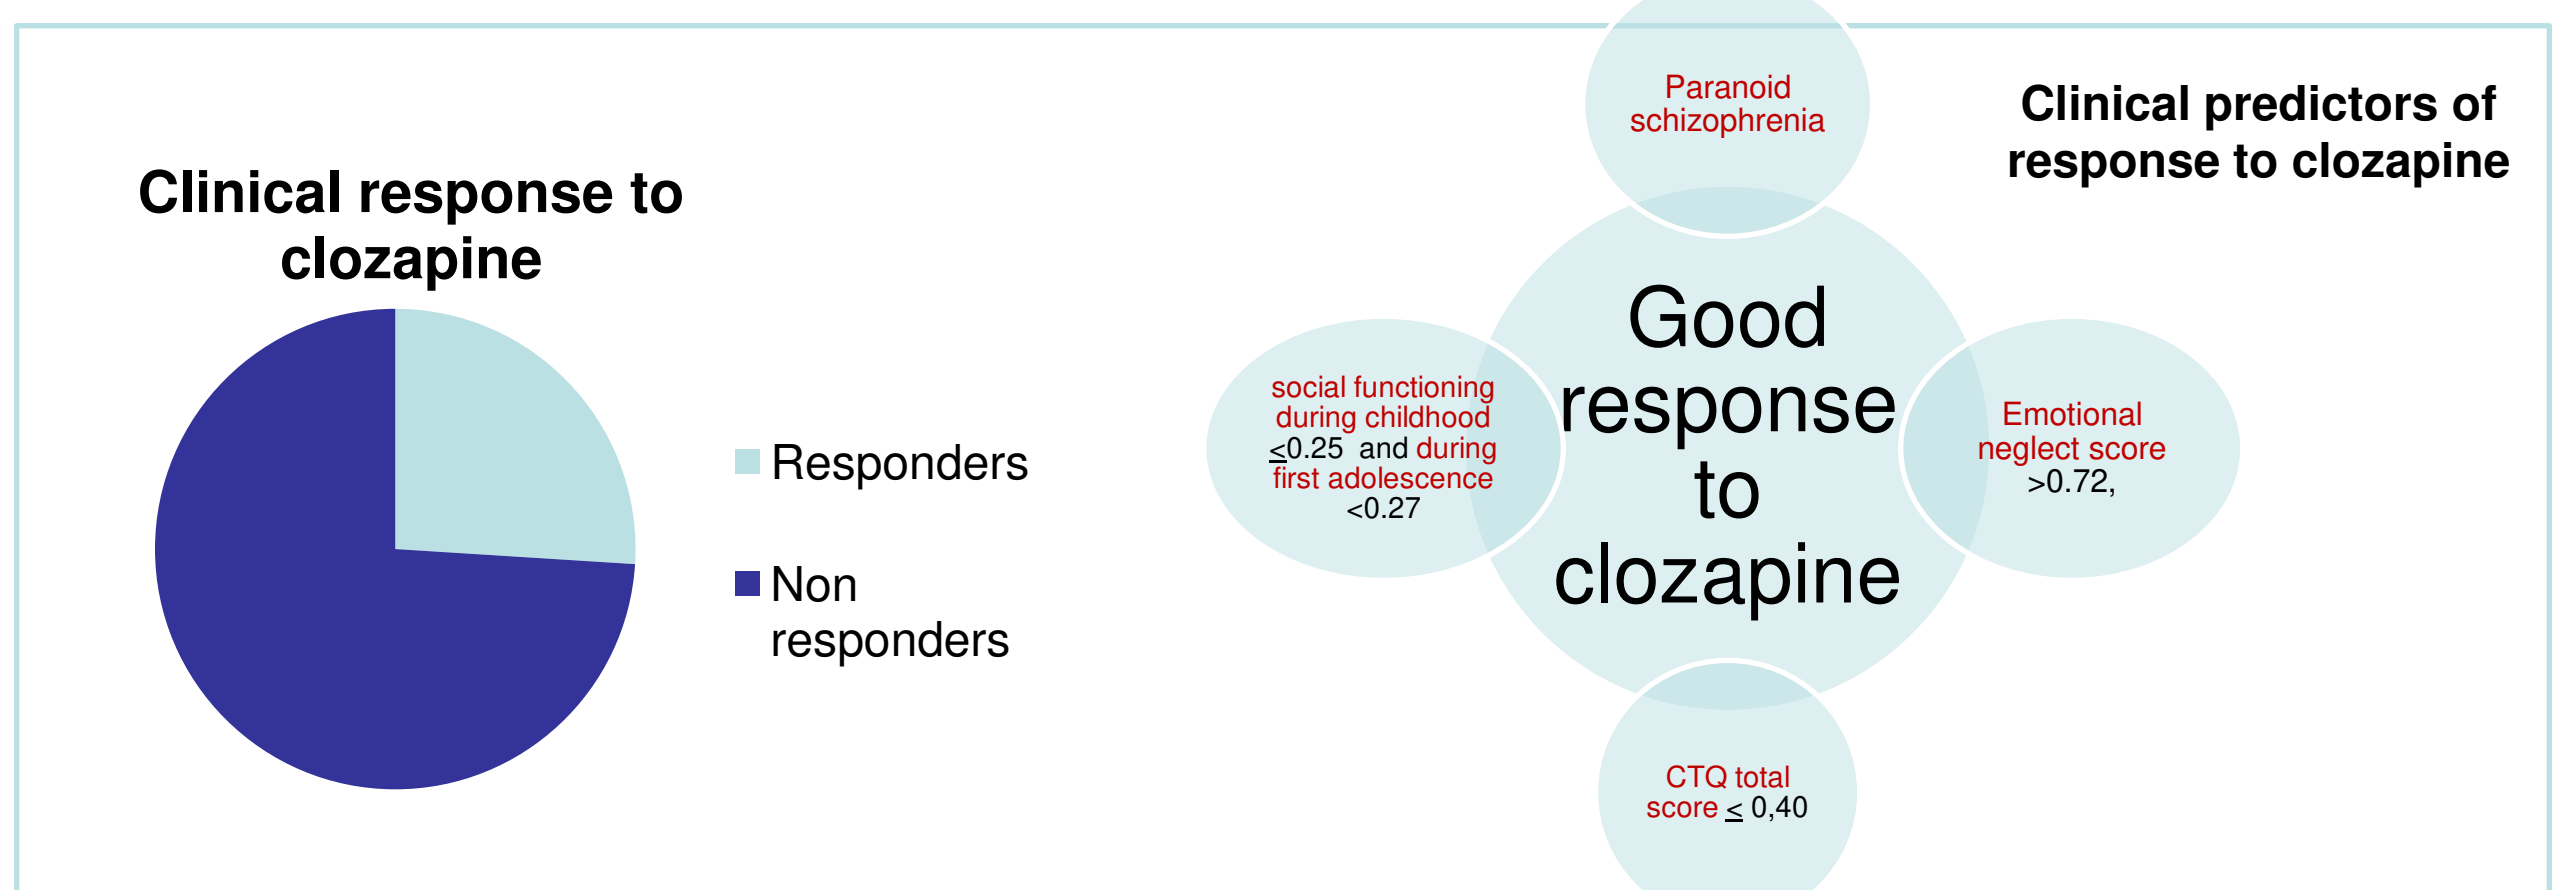 Clinical response to
clozapine
Responders
Non
responders
Clinical predictors of
response to clozapine
Paranoid
schizophrenia
Good
response
to
clozapine
social functioning
during childhood
≤0.25 and during
first adolescence
<0.27
Emotional
neglect score
>0.72,
CTQ total
score ≤ 0,40